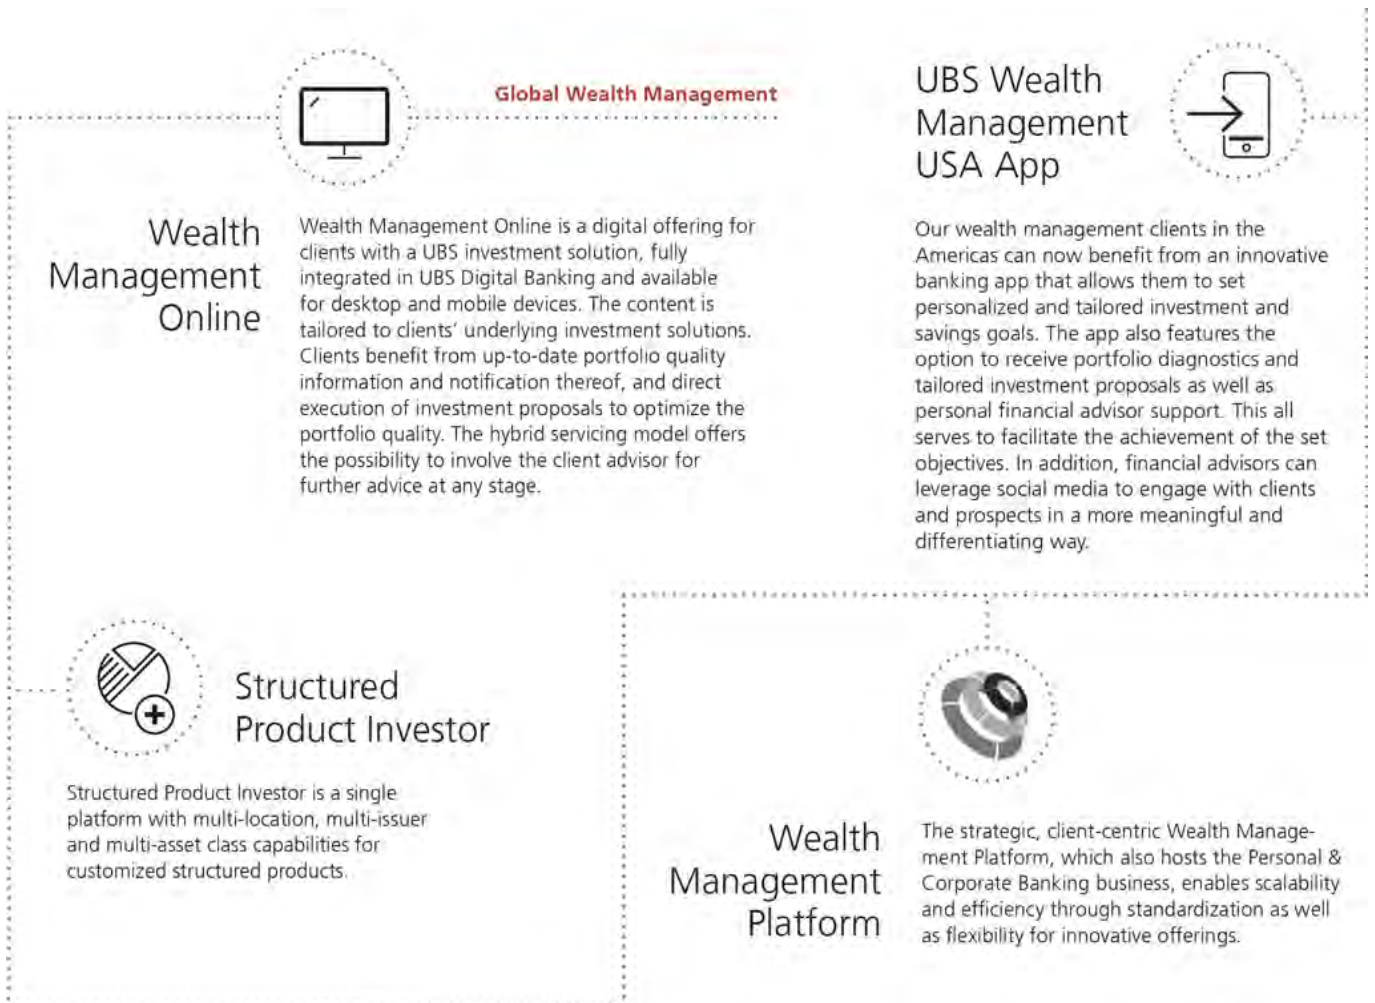 Global Wealth Management
Wealth
Management
Online
Wealth Management Online is a digital offering for
clients with a UBS investment solution, fully
integrated in UBS Digital Banking and available
for desktop and mobile devices. The content is
tailored to clients' underlying investment solutions.
Clients benefit from up-to-date portfolio quality
information and notification thereof, and direct
execution of investment proposals to optimize the
portfolio quality. The hybrid servicing model offers
the possibility to involve the client advisor for
further advice at any stage.
UBS Wealth
Management
USA App
Our wealth management clients in the
Americas can now benefit from an innovative
banking app that allows them to set
personalized and tailored investment and
savings goals. The app also features the
option to receive portfolio diagnostics and
tailored investment proposals as well as
personal financial advisor support. This all
serves to facilitate the achievement of the set
objectives. In addition, financial advisors can
leverage social media to engage with clients
and prospects in a more meaningful and
differentiating way.
Structured
Product Investor
Structured Product Investor is a single
platform with multi-location, multi-issuer
and multi-asset class capabilities for
customized structured products.
Wealth
Management
Platform
The strategic, client-centric Wealth Manage-
ment Platform, which also hosts the Personal &
Corporate Banking business, enables scalability
and efficiency through standardization as well
as flexibility for innovative offerings.